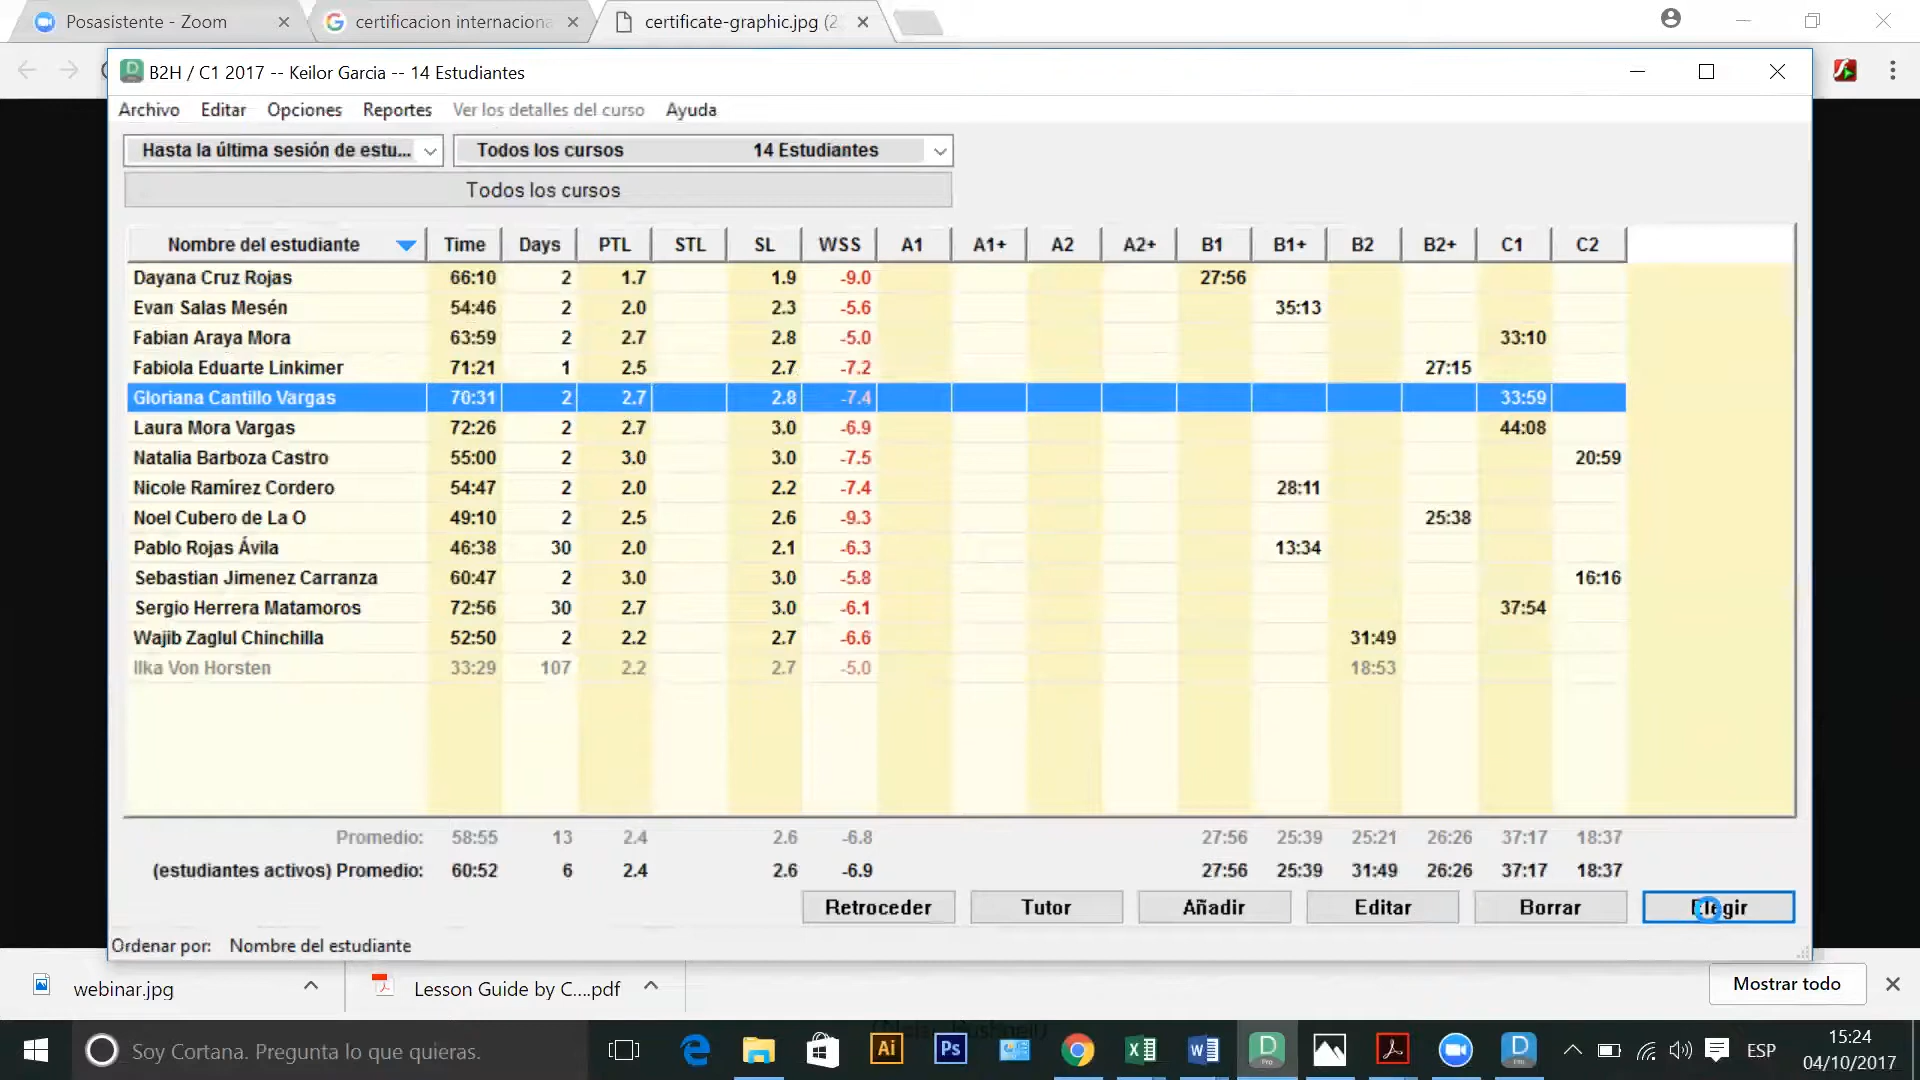 Posasistente - Zoom
certificacion internaciona
certificate-graphic.jpg (2
B2H / C1 2017 -- Keilor Garcia -- 14 Estudiantes
Archivo Editar Opciones Reportes Ver los detalles del curso Ayuda
Hasta la última sesión de estu... Todos los cursos 14 Estudiantes
Todos los cursos
Nombre del estudiante Time Days PTL STL SL WSS A1 A1+ A2 A2+ B1 B1+ B2 B2+ C1 C2
Dayana Cruz Rojas 66:10 2 1.7 1.9 -9.0 27:56
Evan Salas Mesén 54:46 2 2.0 2.3 -5.6 35:13
Fabian Araya Mora 63:59 2 2.7 2.8 -5.0 33:10
Fabiola Eduarte Linkimer 71:21 1 2.5 2.7 -7.2 27:15
Gloriana Cantillo Vargas 70:31 2 2.7 2.8 -7.4 33:59
Laura Mora Vargas 72:26 2 2.7 3.0 -6.9 44:08
Natalia Barboza Castro 55:00 2 3.0 3.0 -7.5 20:59
Nicole Ramírez Cordero 54:47 2 2.0 2.2 -7.4 28:11
Noel Cubero de La O 49:10 2 2.5 2.6 -9.3 25:38
Pablo Rojas Ávila 46:38 30 2.0 2.1 -6.3 13:34
Sebastian Jimenez Carranza 60:47 2 3.0 3.0 -5.8 16:16
Sergio Herrera Matamoros 72:56 30 2.7 3.0 -6.1 37:54
Wajib Zaglul Chinchilla 52:50 2 2.2 2.7 -6.6 31:49
Ilka Von Horsten 33:29 107 2.2 2.7 -5.0 18:53
Promedio: 58:55 13 2.4 2.6 -6.8 27:56 25:39 25:21 26:26 37:17 18:37
(estudiantes activos) Promedio: 60:52 6 2.4 2.6 -6.9 27:56 25:39 31:49 26:26 37:17 18:37
Retroceder Tutor Añadir Editar Borrar Elegir
Ordenar por: Nombre del estudiante
webinar.jpg Lesson Guide by C....pdf Mostrar todo
Soy Cortana. Pregunta lo que quieras.
Ai Ps
ESP
15:24
04/10/2017